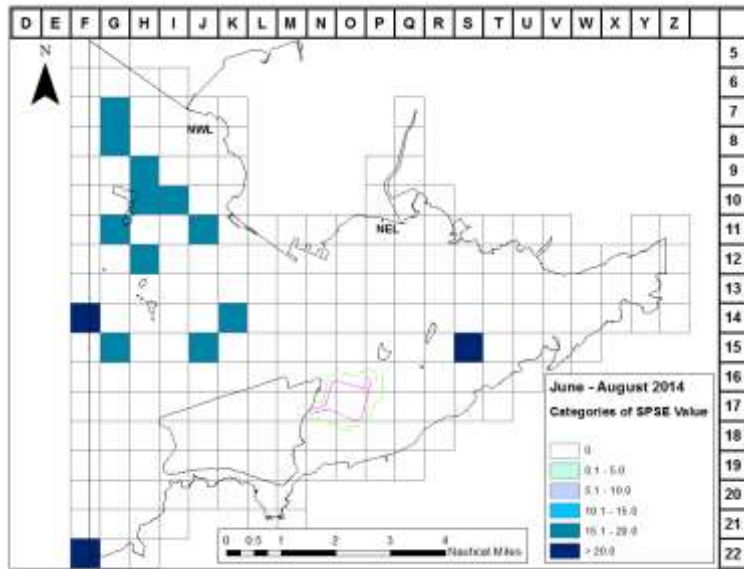 D E F G H I J K L M N O P Q R S T U V W X Y Z
N
5
6
7
NWL
8
9
10
NEL
11
12
13
14
15
16
17
18
19
20
21
22
June - August 2014
Categories of SPSE Value
0
0.1 - 5.0
5.1 - 10.0
10.1 - 15.0
15.1 - 20.0
> 20.0
0 0.5 1 2 3 4
Nautical Miles